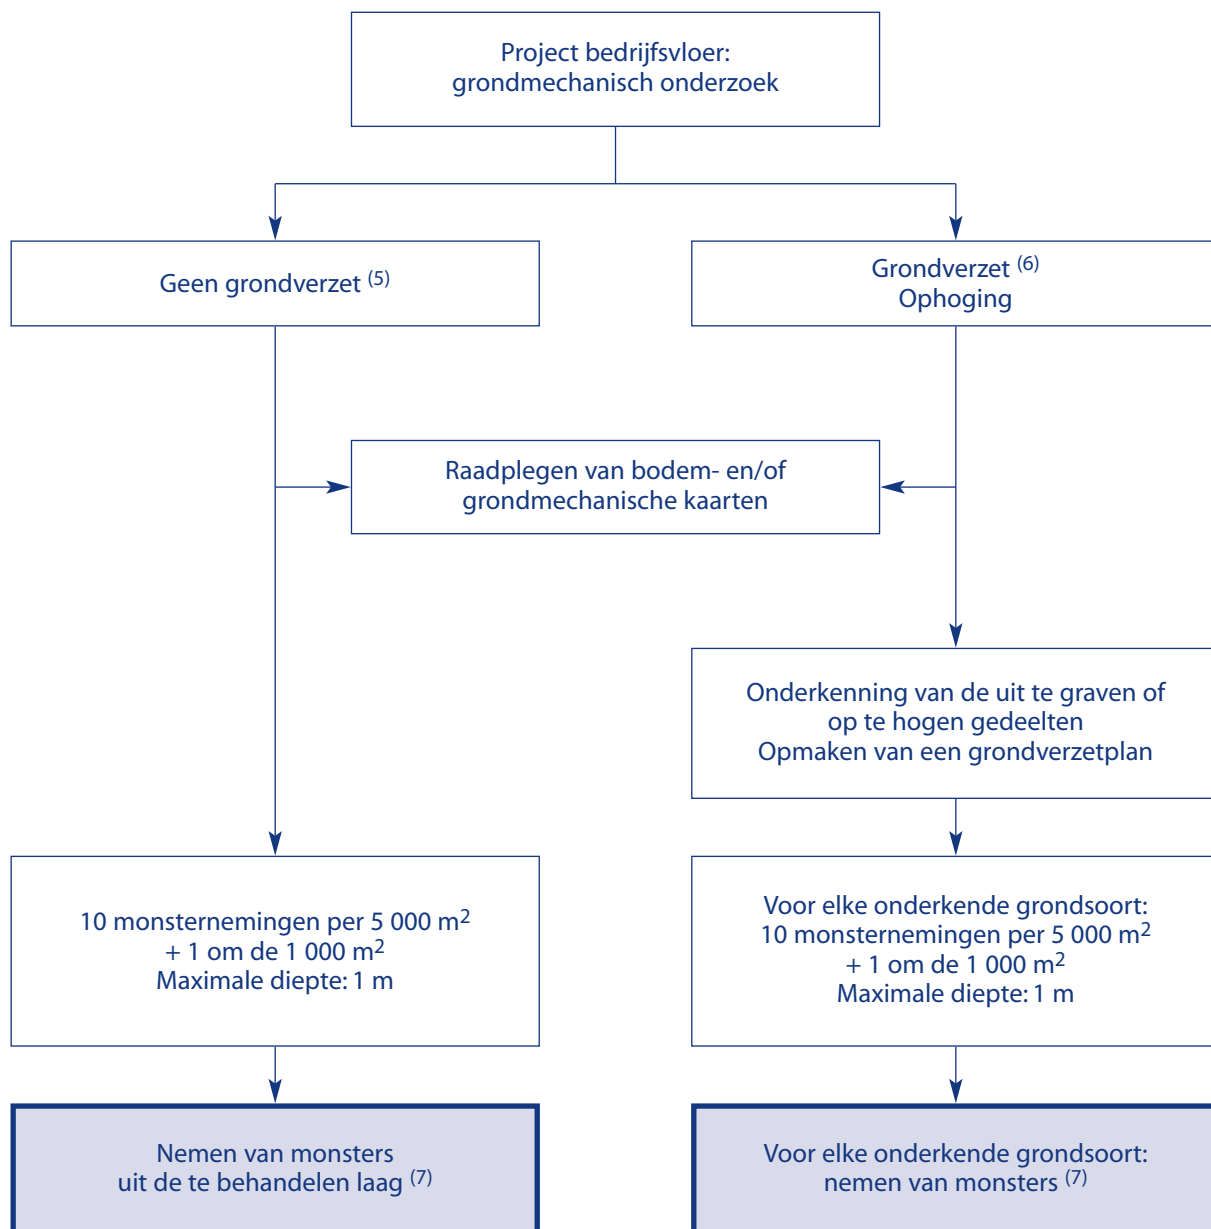 Project bedrijfsvloer:
grondmechanisch onderzoek
Geen grondverzet (5)
Grondverzet (6)
Ophoging
Raadplegen van bodem- en/of
grondmechanische kaarten
Onderkenning van de uit te graven of
op te hogen gedeelten
Opmaken van een grondverzetplan
10 monsternemingen per 5 000 m2
+ 1 om de 1 000 m2
Maximale diepte: 1 m
Voor elke onderkende grondsoort:
10 monsternemingen per 5 000 m2
+ 1 om de 1 000 m2
Maximale diepte: 1 m
Nemen van monsters
uit de te behandelen laag (7)
Voor elke onderkende grondsoort:
nemen van monsters (7)